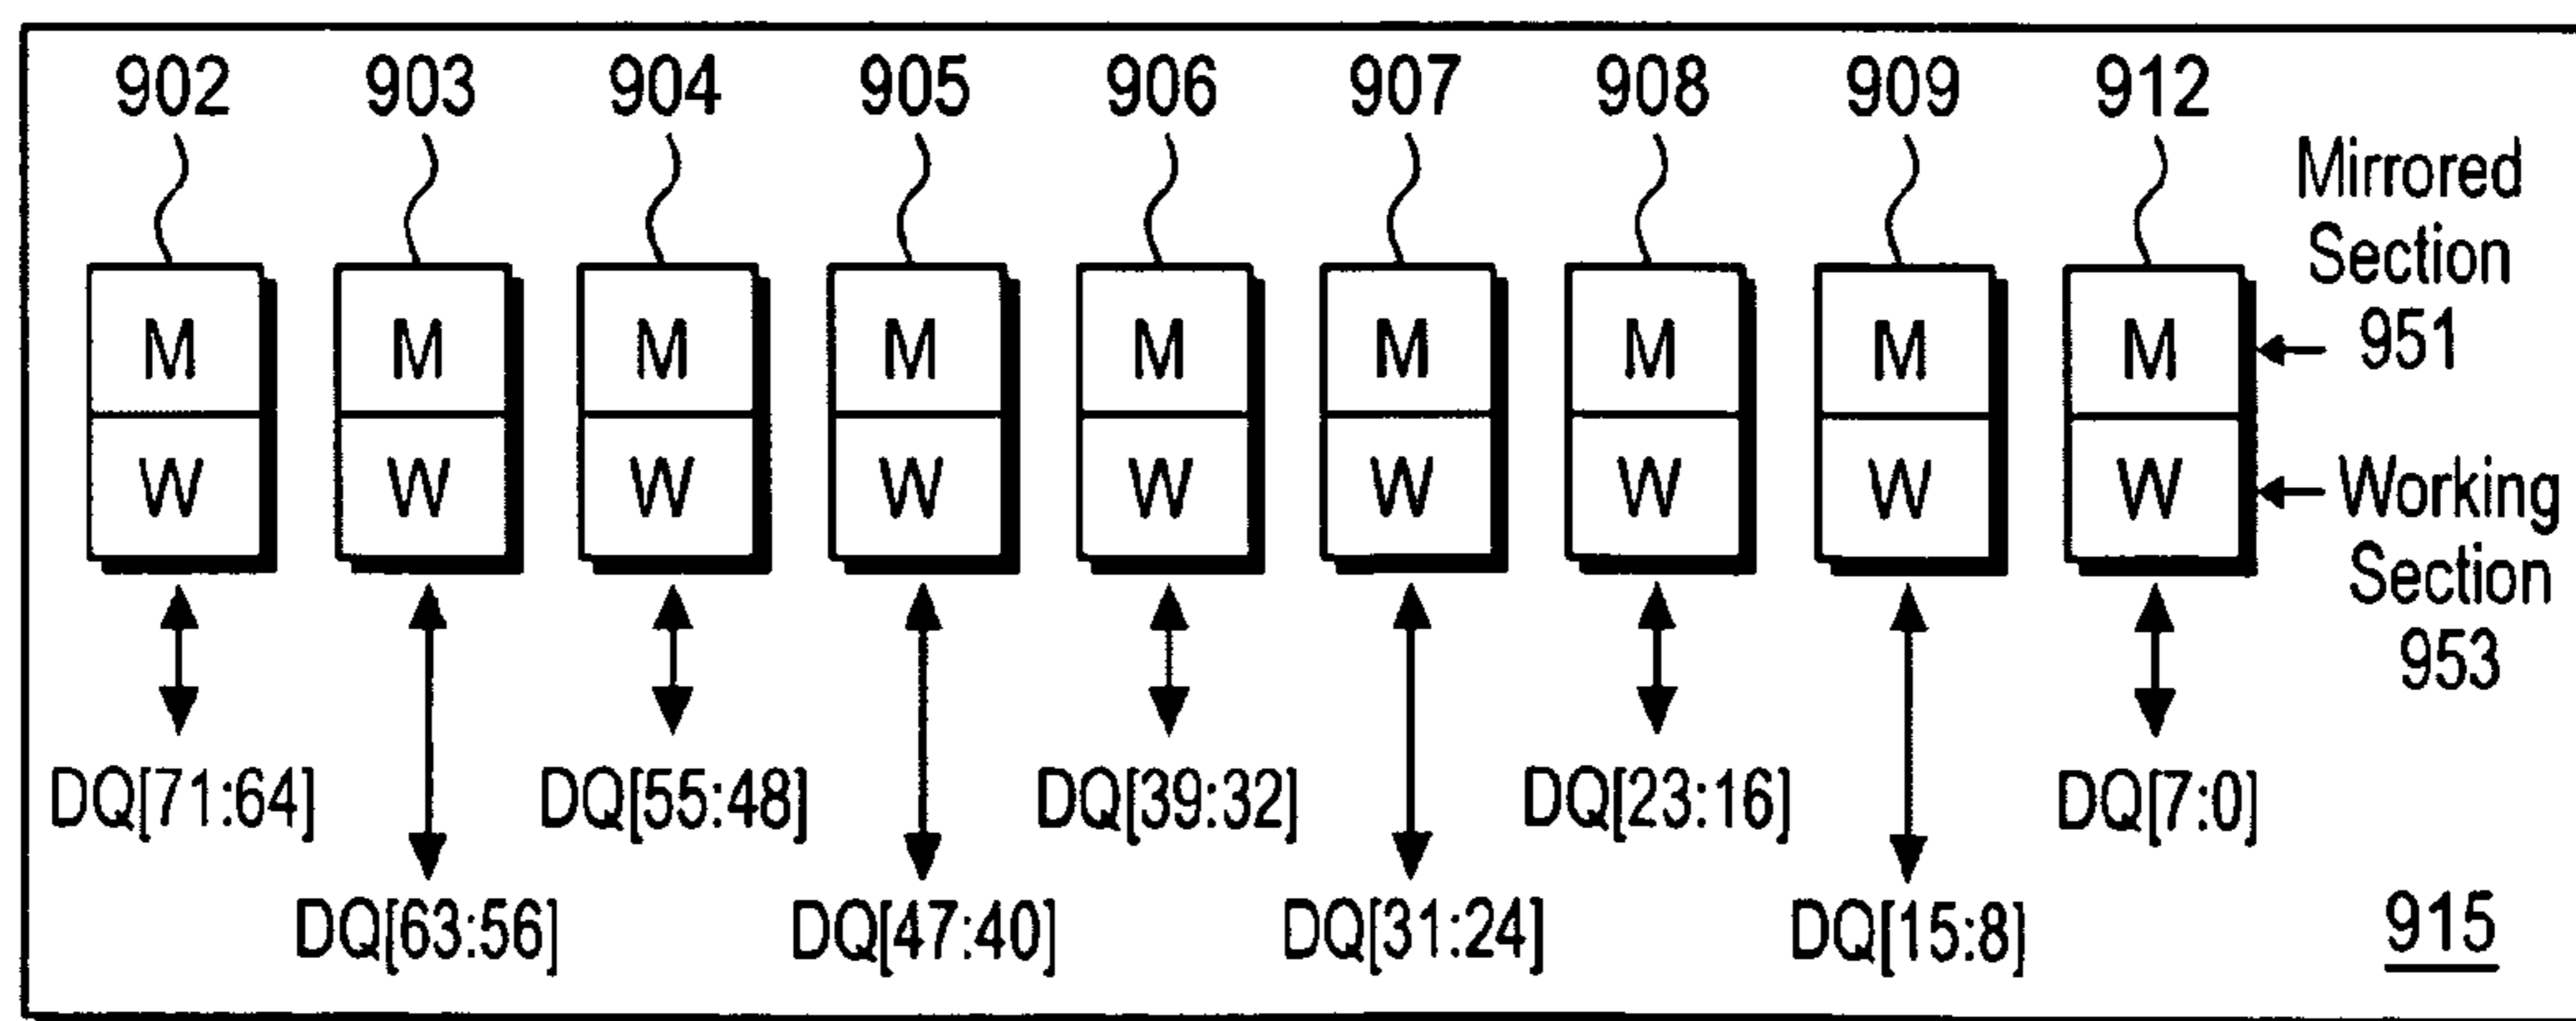 902 903 904 905 906 907 908 909 912
Mirrored
Section
951
M M M M M M M M M
W W W W W W W W W
Working
Section
953
DQ[71:64] DQ[55:48] DQ[39:32] DQ[23:16] DQ[7:0]
DQ[63:56] DQ[47:40] DQ[31:24] DQ[15:8]
915